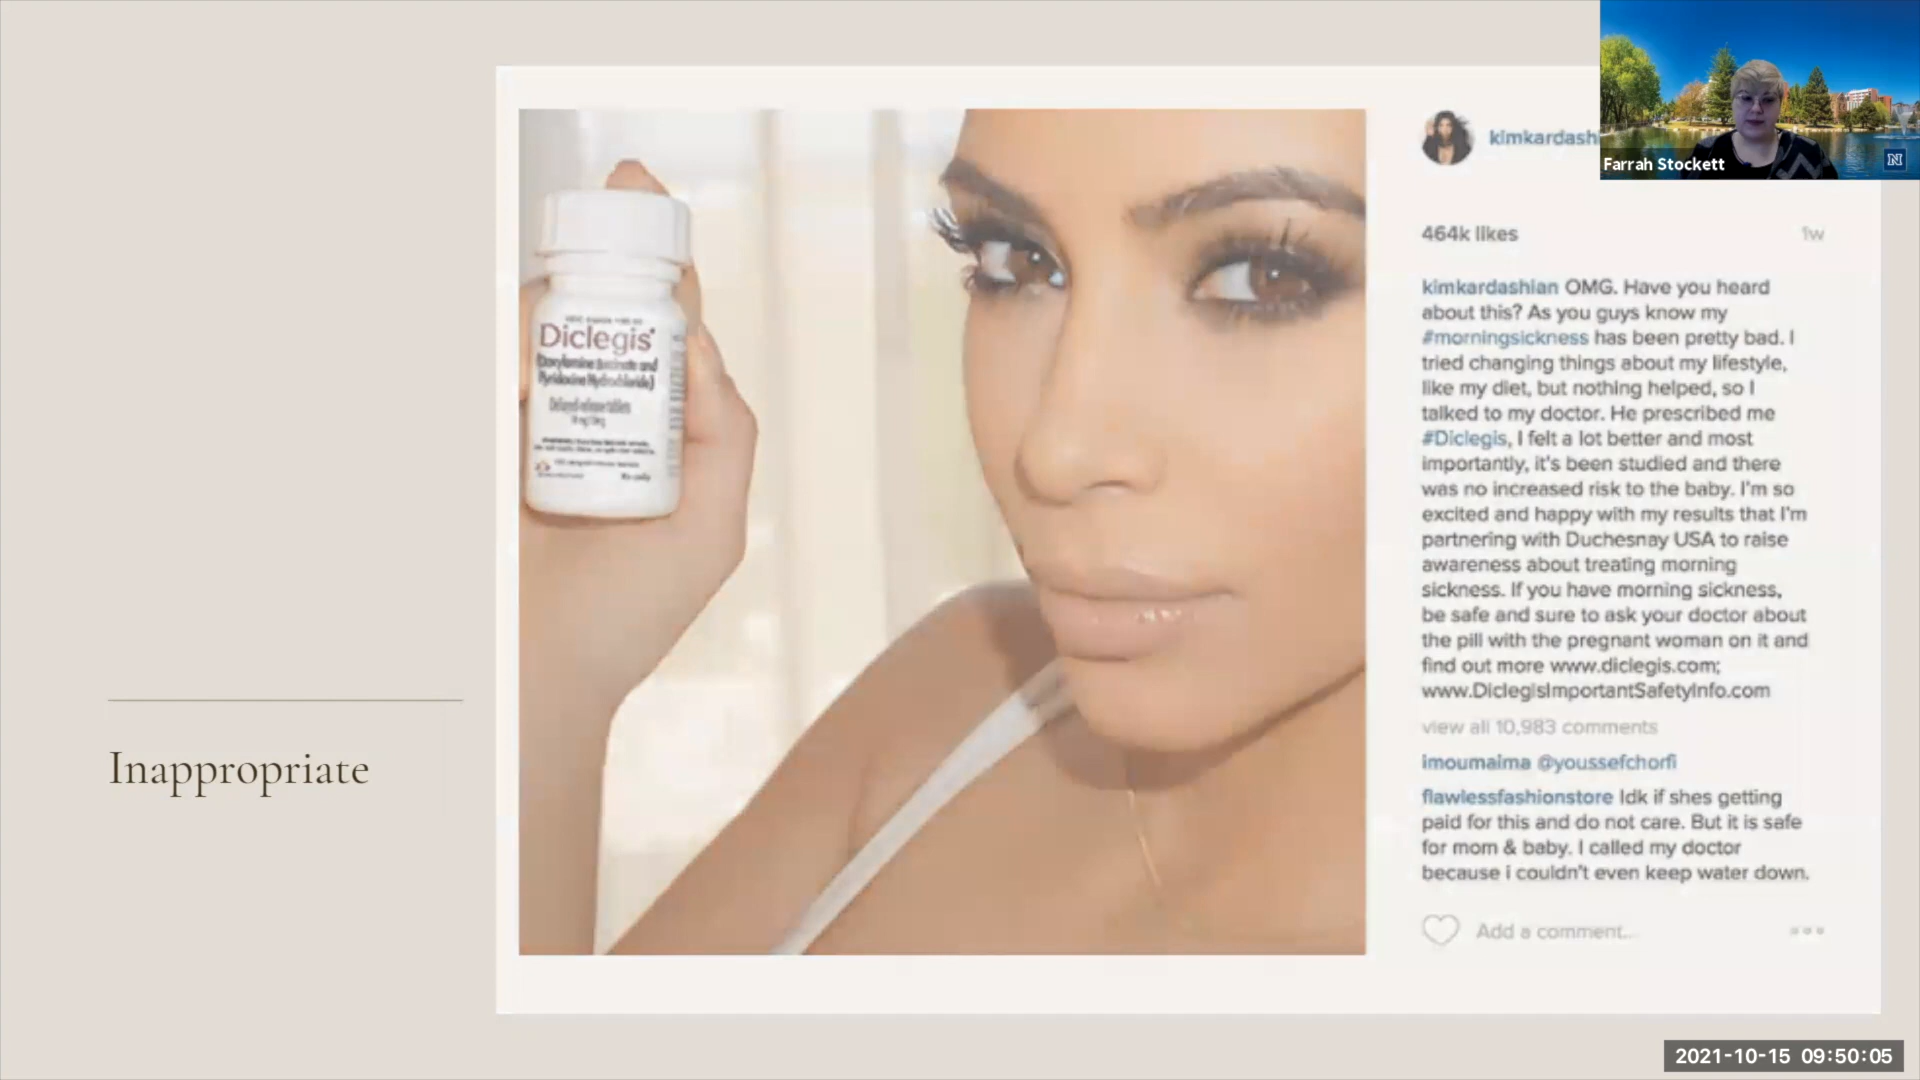 Inappropriate
Diclegis
Delayed-release tablets
Rx only
kimkardash
464k likes
1w
kimkardashian OMG. Have you heard
about this? As you guys know my
#morningsickness has been pretty bad. I
tried changing things about my lifestyle,
like my diet, but nothing helped, so I
talked to my doctor. He prescribed me
#Diclegis, I felt a lot better and most
importantly, it's been studied and there
was no increased risk to the baby. I'm so
excited and happy with my results that I'm
partnering with Duchesnay USA to raise
awareness about treating morning
sickness. If you have morning sickness,
be safe and sure to ask your doctor about
the pill with the pregnant woman on it and
find out more www.diclegis.com;
www.DiclegisImportantSafetyInfo.com
view all 10,983 comments
imoumaima @youssefchorfi
flawlessfashionstore Idk if shes getting
paid for this and do not care. But it is safe
for mom & baby. I called my doctor
because i couldn't even keep water down.
Add a comment...
Farrah Stockett
N
2021-10-15 09:50:05